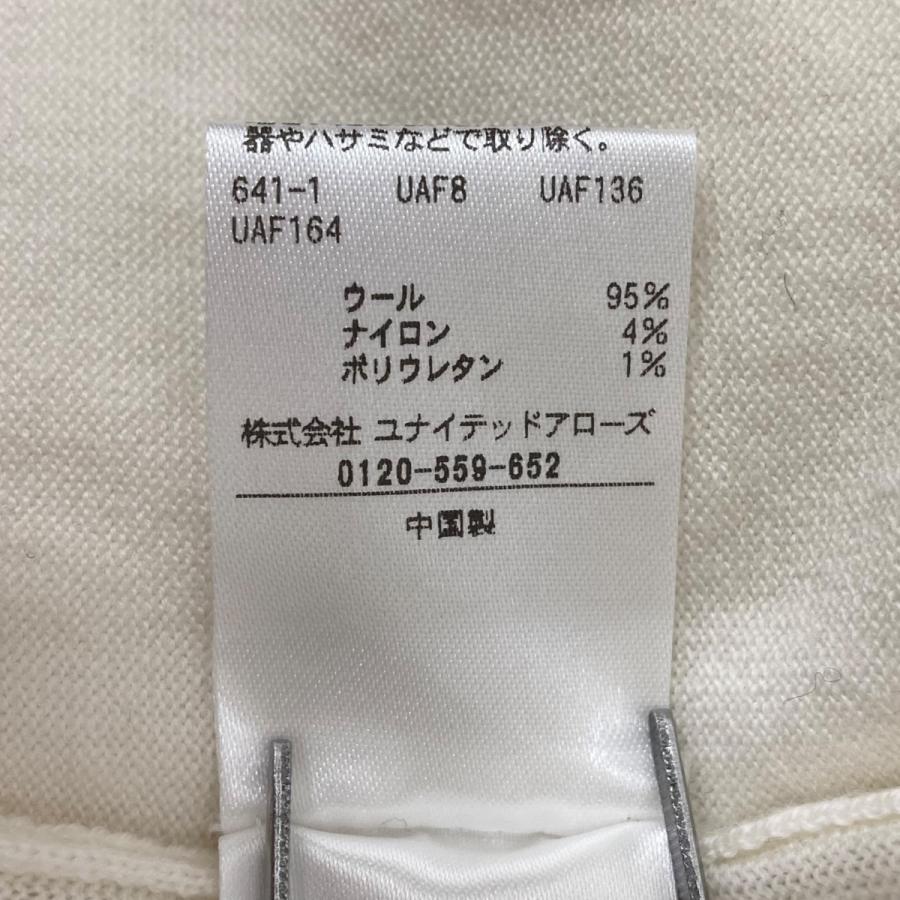 器やハサミなどで取り除く。
641-1 UAF8 UAF136
UAF164
ウール 95%
ナイロン 4%
ポリウレタン 1%
株式会社 ユナイテッドアローズ
0120-559-652
中国製